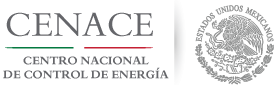 CENACE
CENTRO NACIONAL
DE CONTROL DE ENERGÍA
ESTADOS UNIDOS MEXICANOS